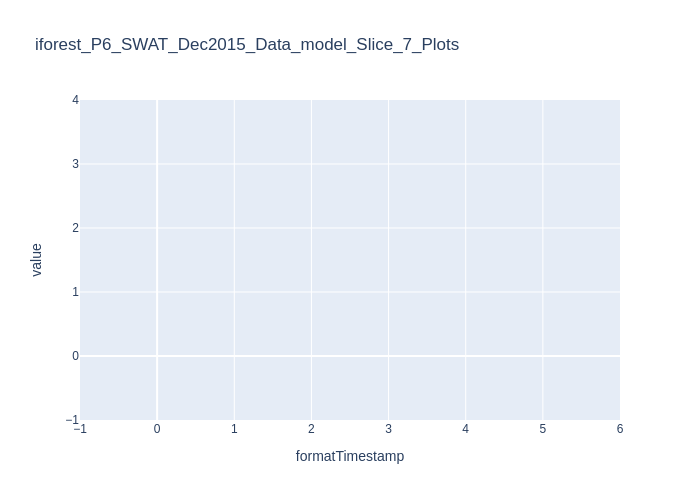 iforest_P6_SWAT_Dec2015_Data_model_Slice_7_Plots
4
3
2
1
0
−1
value
−1 0 1 2 3 4 5 6
formatTimestamp